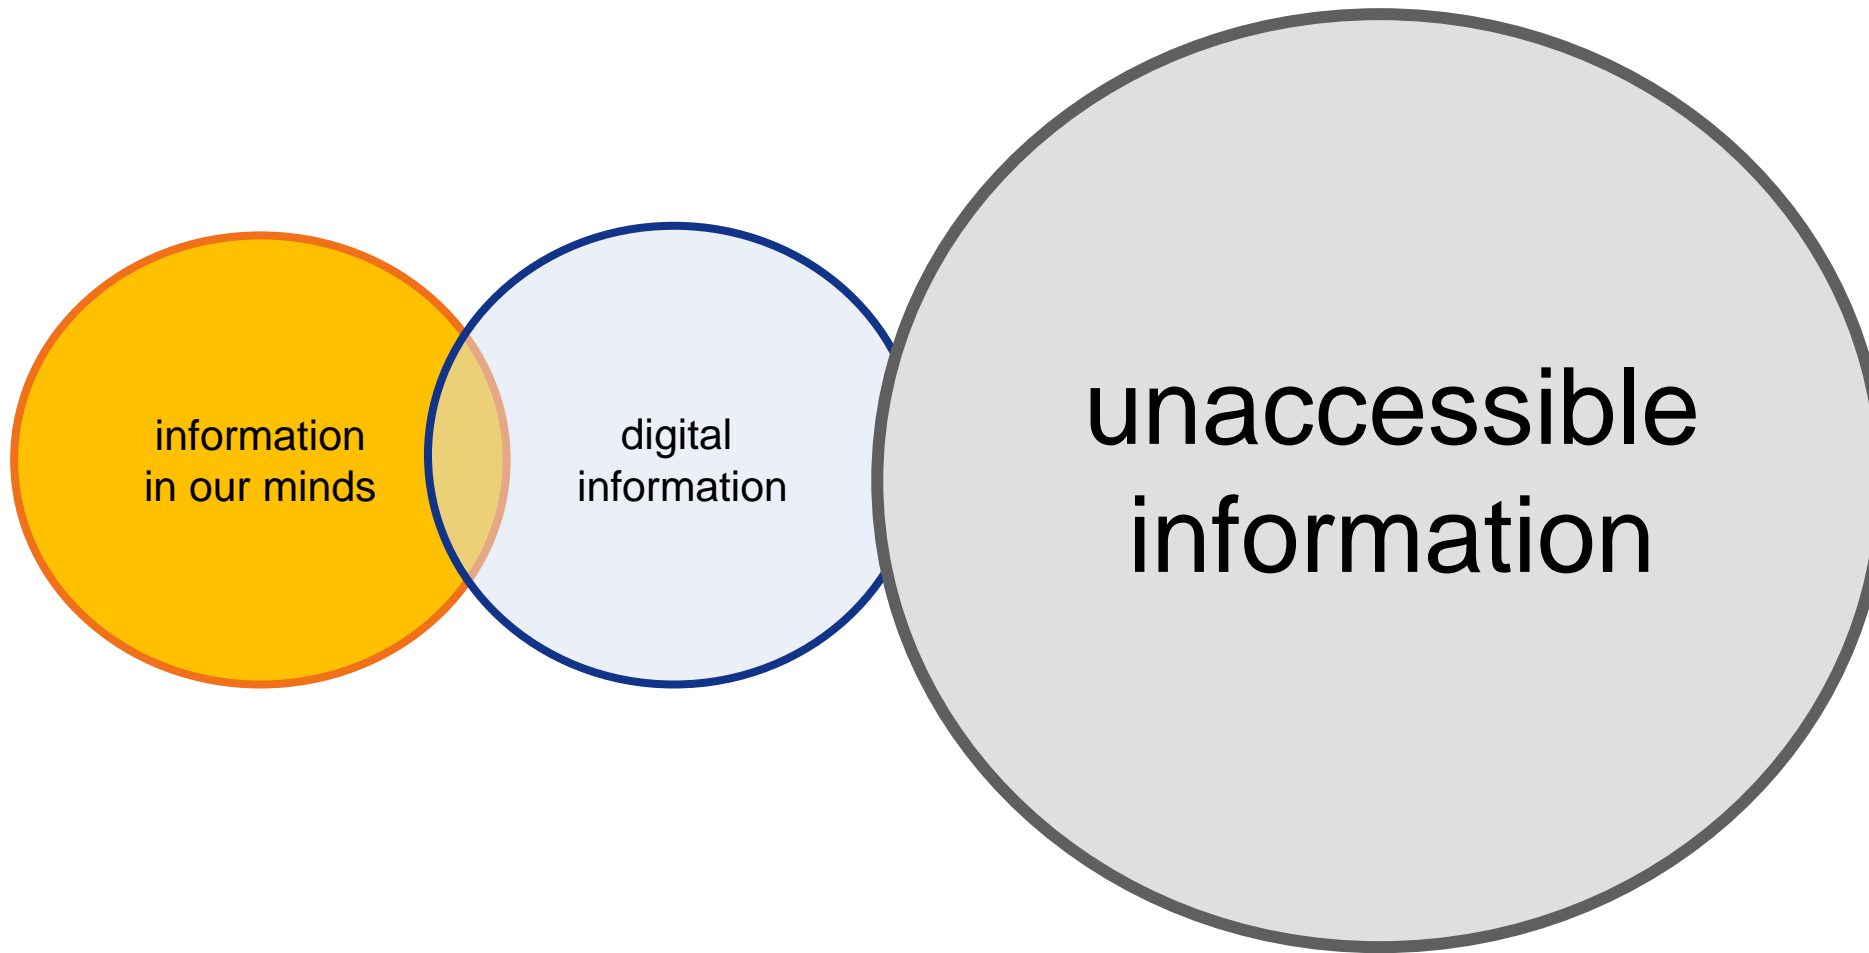 information
in our minds
digital
information
unaccessible
information